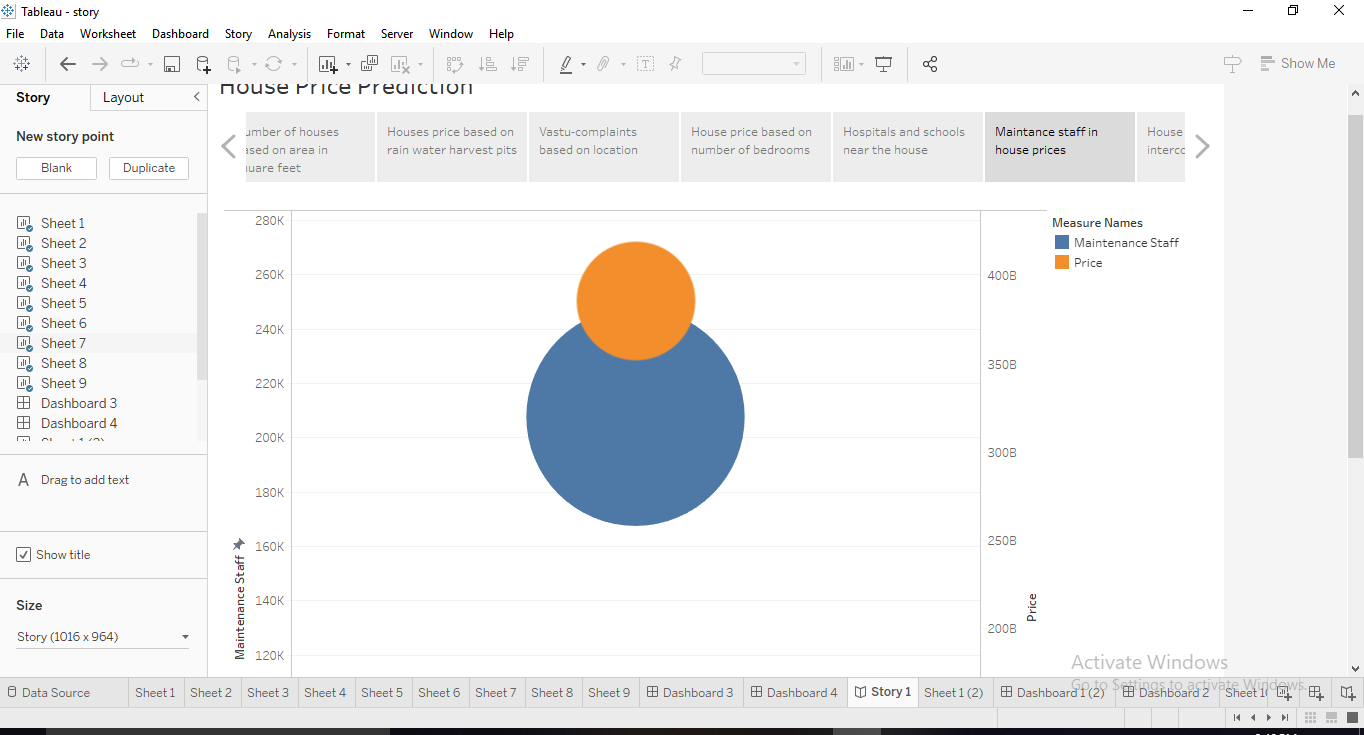 Tableau - story
File Data Worksheet Dashboard Story Analysis Format Server Window Help
Show Me
Story Layout
House Price Prediction
New story point
Blank Duplicate
umber of houses
ased on area in
uare feet
Houses price based on
rain water harvest pits
Vastu-complaints
based on location
House price based on
number of bedrooms
Hospitals and schools
near the house
Maintance staff in
house prices
House
interco
Sheet 1
Sheet 2
Sheet 3
Sheet 4
Sheet 5
Sheet 6
Sheet 7
Sheet 8
Sheet 9
Dashboard 3
Dashboard 4
Sheet 1 (2)
A Drag to add text
Show title
Size
Story (1016 x 964)
280K
260K
240K
220K
200K
180K
160K
140K
120K
Maintenance Staff
400B
350B
300B
250B
200B
Price
Measure Names
Maintenance Staff
Price
Activate Windows
Go to Settings to activate Windows.
Data Source Sheet 1 Sheet 2 Sheet 3 Sheet 4 Sheet 5 Sheet 6 Sheet 7 Sheet 8 Sheet 9 Dashboard 3 Dashboard 4 Story 1 Sheet 1 (2) Dashboard 1 (2) Dashboard 2 Sheet 1